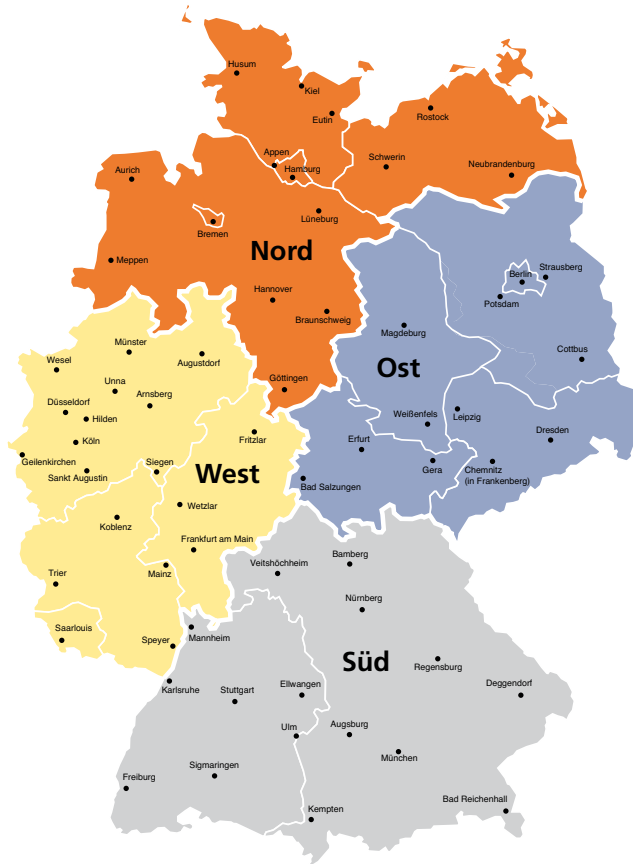 Husum
Kiel
Eutin
Rostock
Appen
Hamburg
Schwerin
Neubrandenburg
Aurich
Lüneburg
Bremen
Nord
Meppen
Berlin
Strausberg
Potsdam
Hannover
Braunschweig
Magdeburg
Münster
Augustdorf
Wesel
Cottbus
Ost
Unna
Arnsberg
Göttingen
Düsseldorf
Hilden
Weißenfels
Leipzig
Köln
Fritzlar
Dresden
Erfurt
Geilenkirchen
Siegen
West
Gera
Chemnitz
(in Frankenberg)
Sankt Augustin
Bad Salzungen
Wetzlar
Koblenz
Frankfurt am Main
Bamberg
Veitshöchheim
Mainz
Trier
Nürnberg
Saarlouis
Speyer
Mannheim
Süd
Regensburg
Karlsruhe
Stuttgart
Ellwangen
Deggendorf
Ulm
Augsburg
München
Freiburg
Sigmaringen
Bad Reichenhall
Kempten